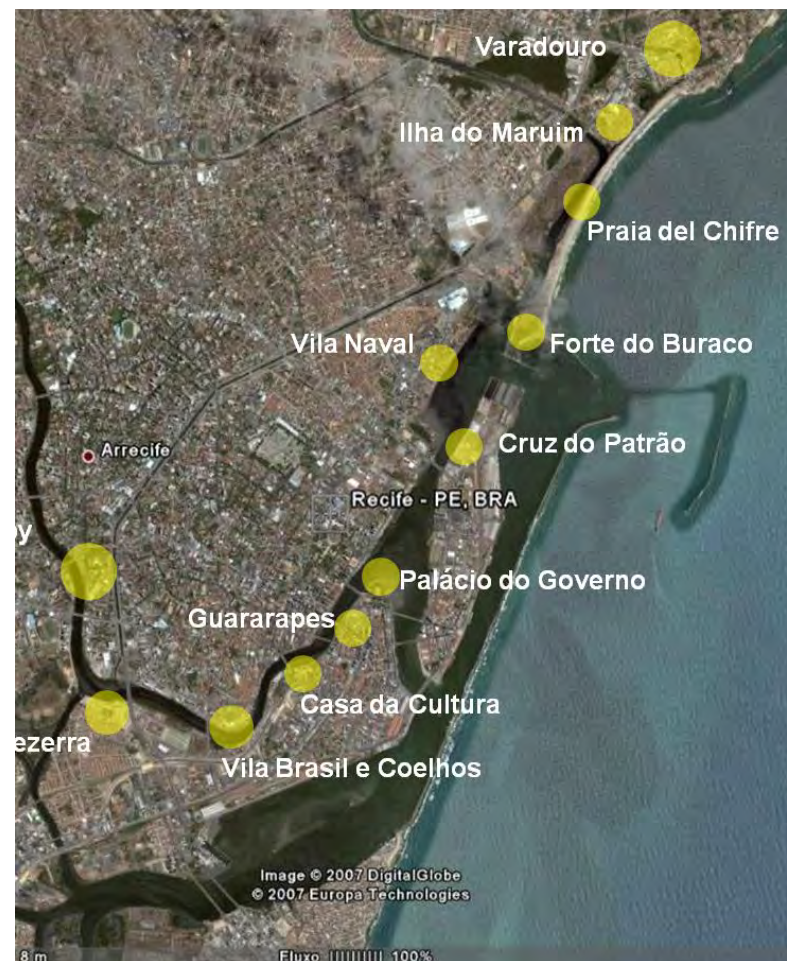 Varadouro
Ilha do Maruim
Praia del Chifre
Vila Naval
Forte do Buraco
Cruz do Patrão
Arrecife
Recife - PE, BRA
by
Palácio do Governo
Guararapes
Casa da Cultura
ezerra
Vila Brasil e Coelhos
Image © 2007 DigitalGlobe
© 2007 Europa Technologies
8 m
Fluxo |||||||||| 100%